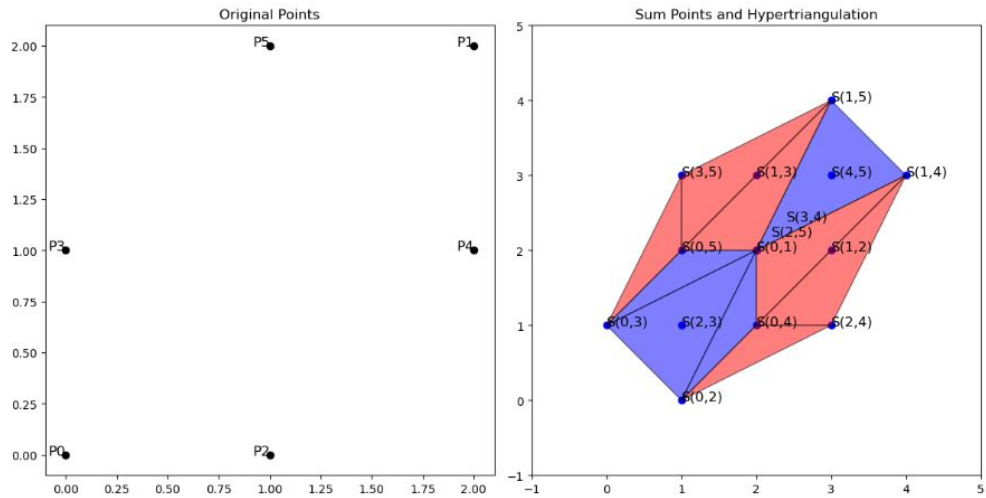 Original Points
P5
P1
P3
P4
P0
P2
2.00
1.75
1.50
1.25
1.00
0.75
0.50
0.25
0.00
0.00 0.25 0.50 0.75 1.00 1.25 1.50 1.75 2.00
Sum Points and Hypertriangulation
S(1,5)
S(3,5)
S(1,3)
S(4,5)
S(1,4)
S(3,4)
S(2,5)
S(0,5)
S(0,1)
S(1,2)
S(0,3)
S(2,3)
S(0,4)
S(2,4)
S(0,2)
5
4
3
2
1
0
−1
−1 0 1 2 3 4 5